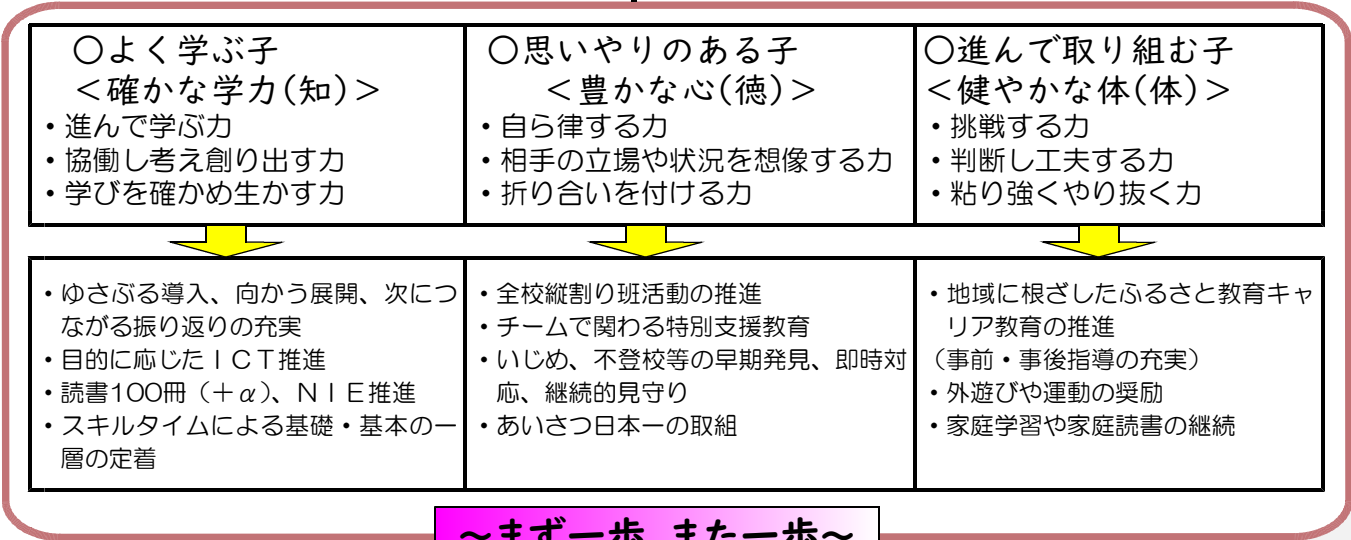 ○よく学ぶ子
＜確かな学力(知)＞
・進んで学ぶ力
・協働し考え創り出す力
・学びを確かめ生かす力
○思いやりのある子
＜豊かな心(徳)＞
・自ら律する力
・相手の立場や状況を想像する力
・折り合いを付ける力
○進んで取り組む子
＜健やかな体(体)＞
・挑戦する力
・判断し工夫する力
・粘り強くやり抜く力
・ゆさぶる導入、向かう展開、次につ
ながる振り返りの充実
・目的に応じたＩＣＴ推進
・読書100冊（＋α）、ＮＩＥ推進
・スキルタイムによる基礎・基本の一
層の定着
・全校縦割り班活動の推進
・チームで関わる特別支援教育
・いじめ、不登校等の早期発見、即時対
応、継続的見守り
・あいさつ日本一の取組
・地域に根ざしたふるさと教育キャ
リア教育の推進
（事前・事後指導の充実）
・外遊びや運動の奨励
・家庭学習や家庭読書の継続
～まず一歩 また一歩～